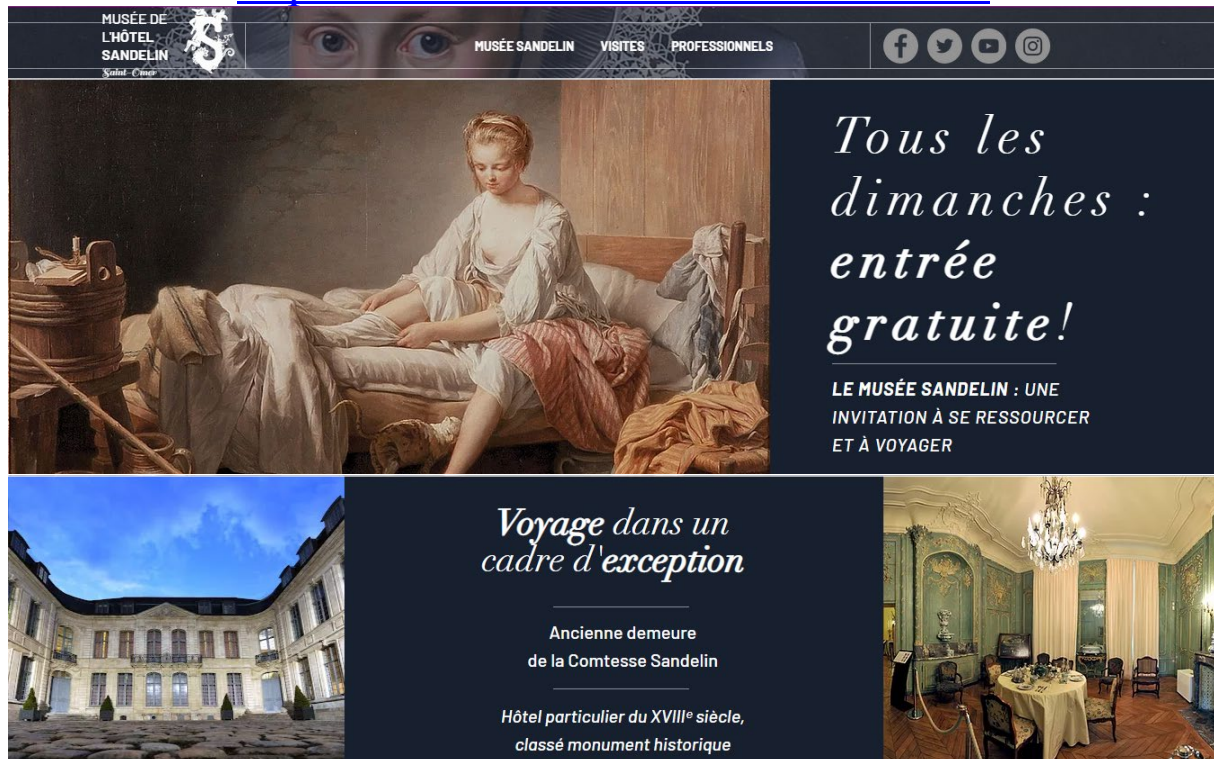 MUSÉE DE
L'HÔTEL
SANDELIN
Saint-Omer
MUSÉE SANDELIN VISITES PROFESSIONNELS
Tous les
dimanches :
entrée
gratuite!
LE MUSÉE SANDELIN : UNE
INVITATION À SE RESSOURCER
ET À VOYAGER
Voyage dans un
cadre d'exception
Ancienne demeure
de la Comtesse Sandelin
Hôtel particulier du XVIIIe siècle,
classé monument historique